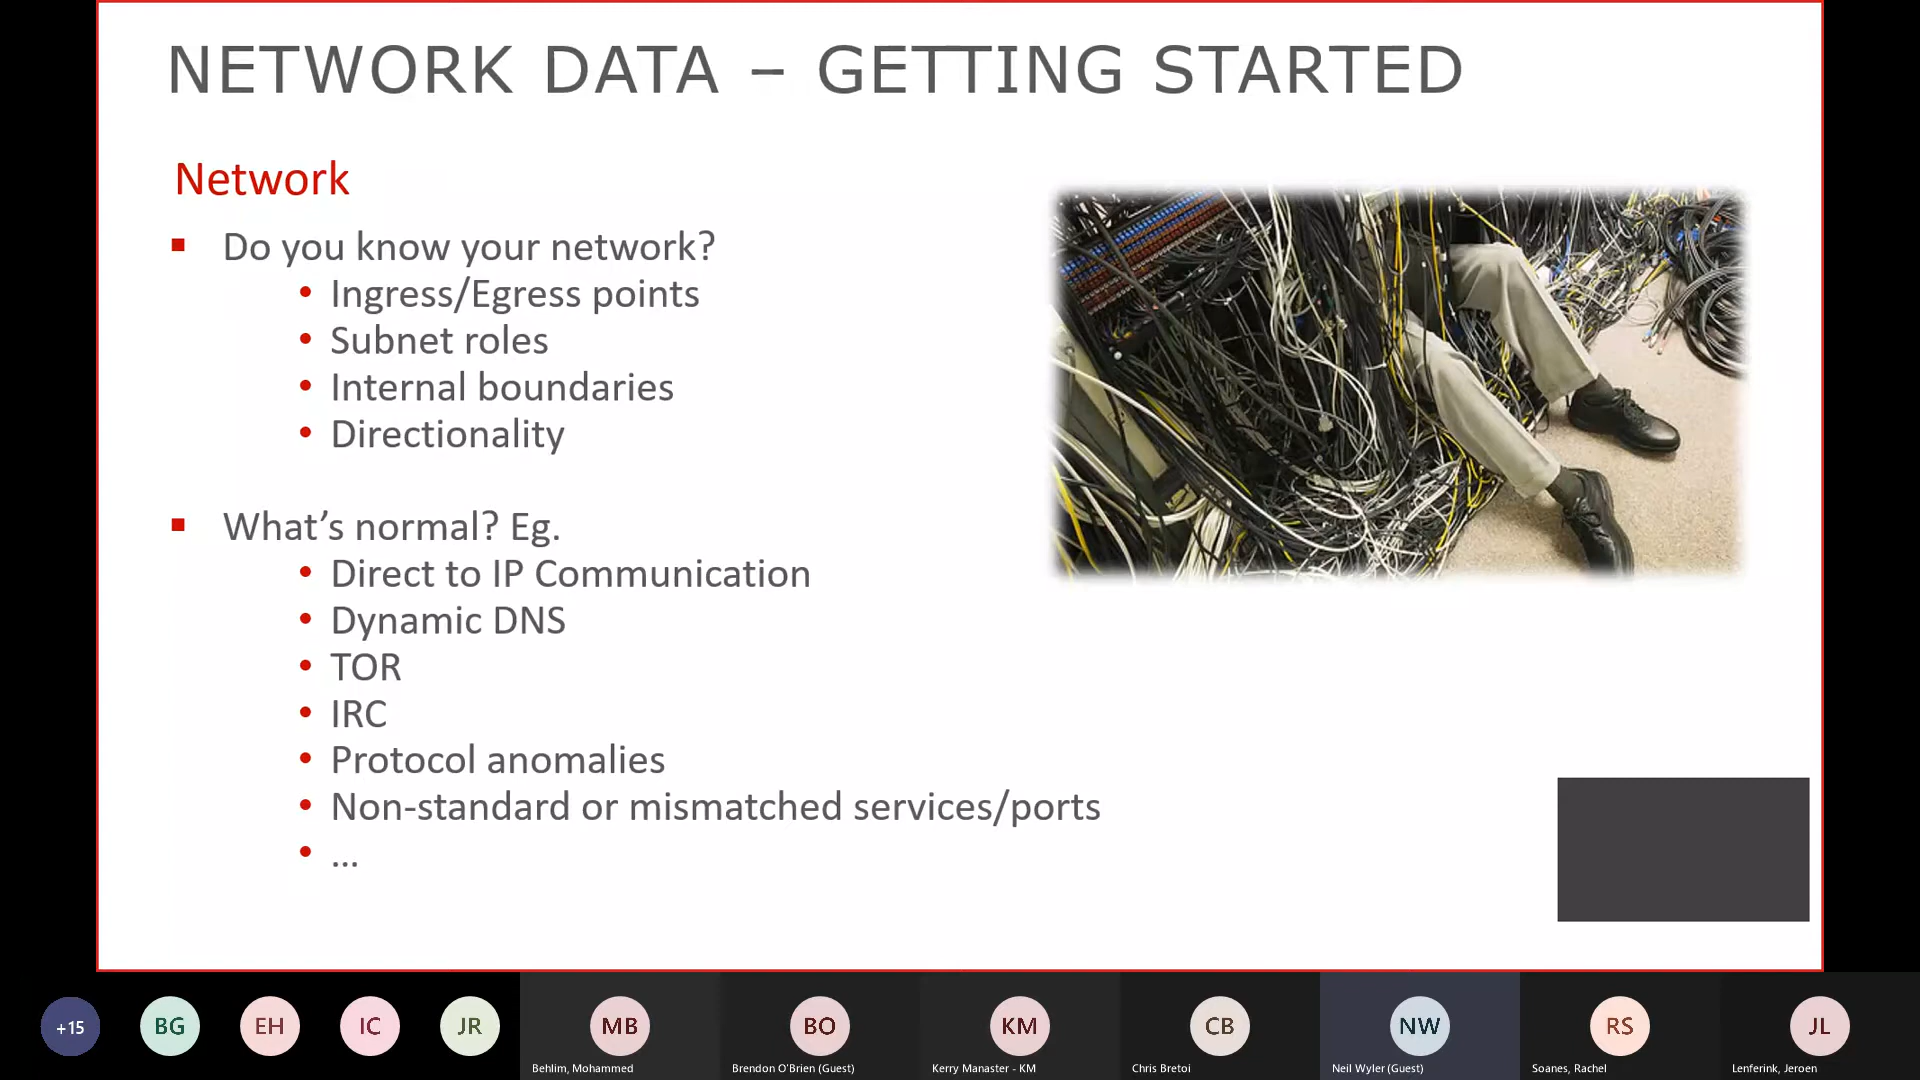 NETWORK DATA – GETTING STARTED
Network
Do you know your network?
Ingress/Egress points
Subnet roles
Internal boundaries
Directionality
What's normal? Eg.
Direct to IP Communication
Dynamic DNS
TOR
IRC
Protocol anomalies
Non-standard or mismatched services/ports
...
+15
BG
EH
IC
JR
MB
BO
KM
CB
NW
RS
JL
Behlim, Mohammed
Brendon O'Brien (Guest)
Kerry Manaster - KM
Chris Bretoi
Neil Wyler (Guest)
Soanes, Rachel
Lenferink, Jeroen